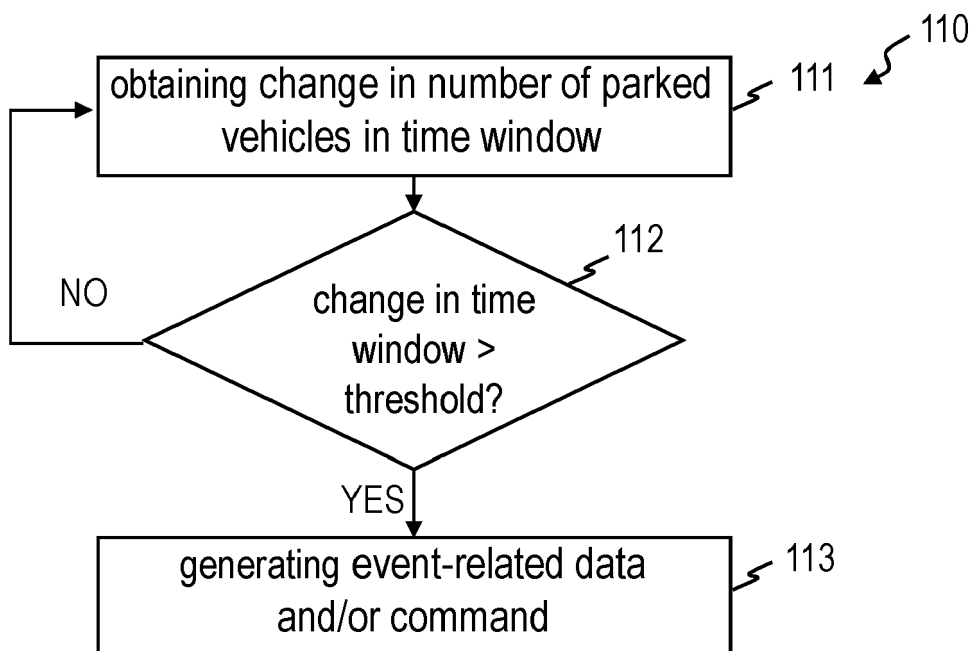 110
obtaining change in number of parked
vehicles in time window
111
112
change in time
window >
threshold?
NO
YES
generating event-related data
and/or command
113